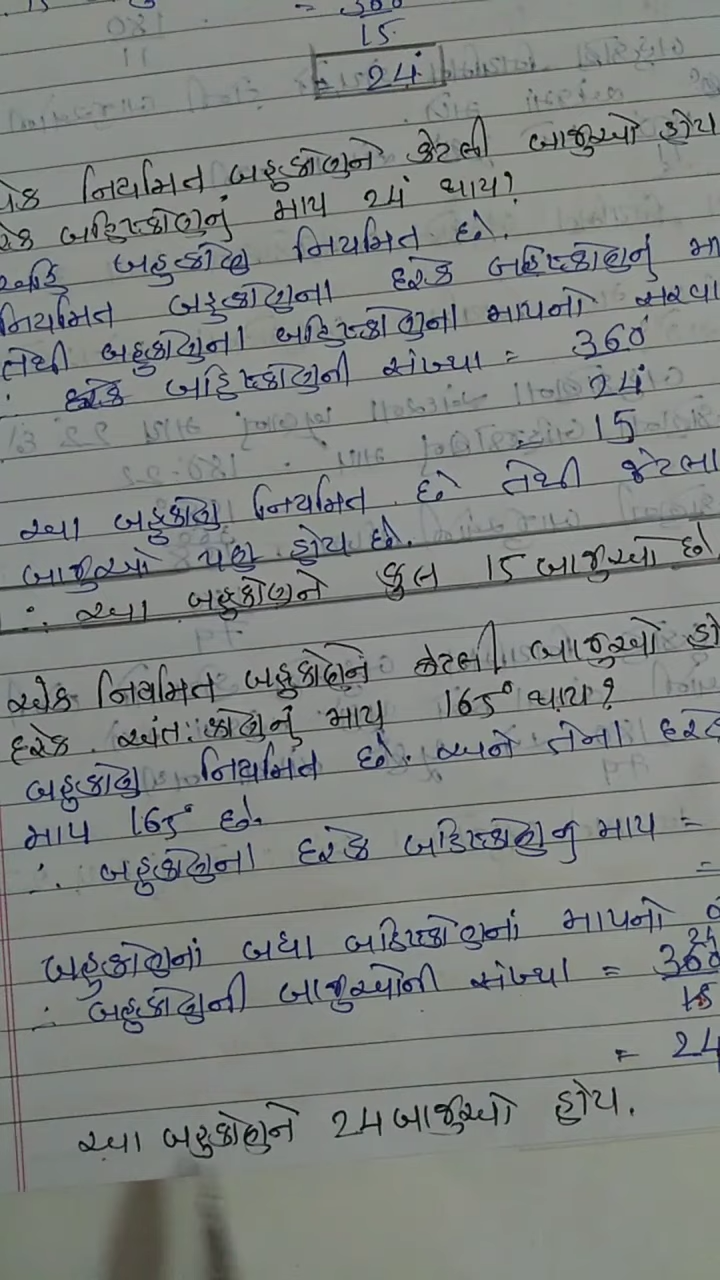 = 360
15
= 24°
એક નિયમિત બહુકોણને કેટલી બાજુઓ હોય
દરેક બહિષ્કોણનું માપ 24° થાય?
બહુકોણ નિયમિત છે.
નિયમિત બહુકોણના દરેક બહિષ્કોણનું મા
તેથી બહુકોણના બહિષ્કોણના માપનો સરવા
∴ બહિષ્કોણની સંખ્યા = 360°
24°
= 15
આ બહુકોણ નિયમિત છે તેથી જેટલા
બાજુઓ પણ હોય છે.
∴ આ બહુકોણને કુલ 15 બાજુઓ છે.
એક નિયમિત બહુકોણને કેટલી બાજુઓ હો
દરેક અંતઃકોણનું માપ 165° થાય?
બહુકોણ નિયમિત છે. અને તેના દરે
માપ 165° છે.
∴ બહુકોણના દરેક બહિષ્કોણનું માપ =
=
બહુકોણનાં બધા બહિષ્કોણનાં માપનો
∴ બહુકોણની બાજુઓની સંખ્યા = 360
24
15
= 24
આ બહુકોણને 24 બાજુઓ હોય.